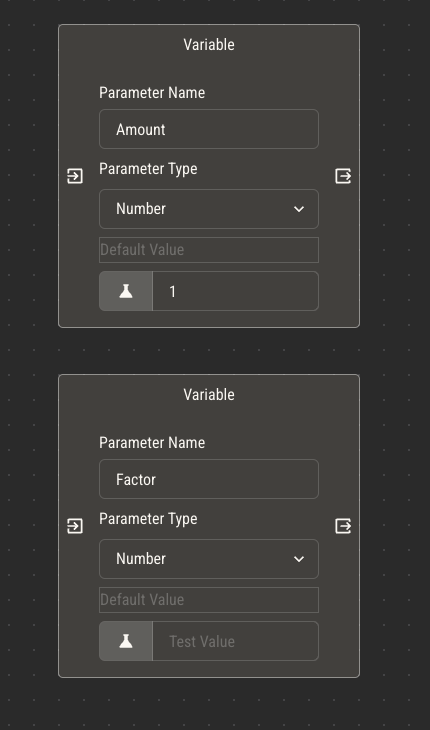 Variable
Parameter Name
Amount
Parameter Type
Number
Default Value
1
Variable
Parameter Name
Factor
Parameter Type
Number
Default Value
Test Value